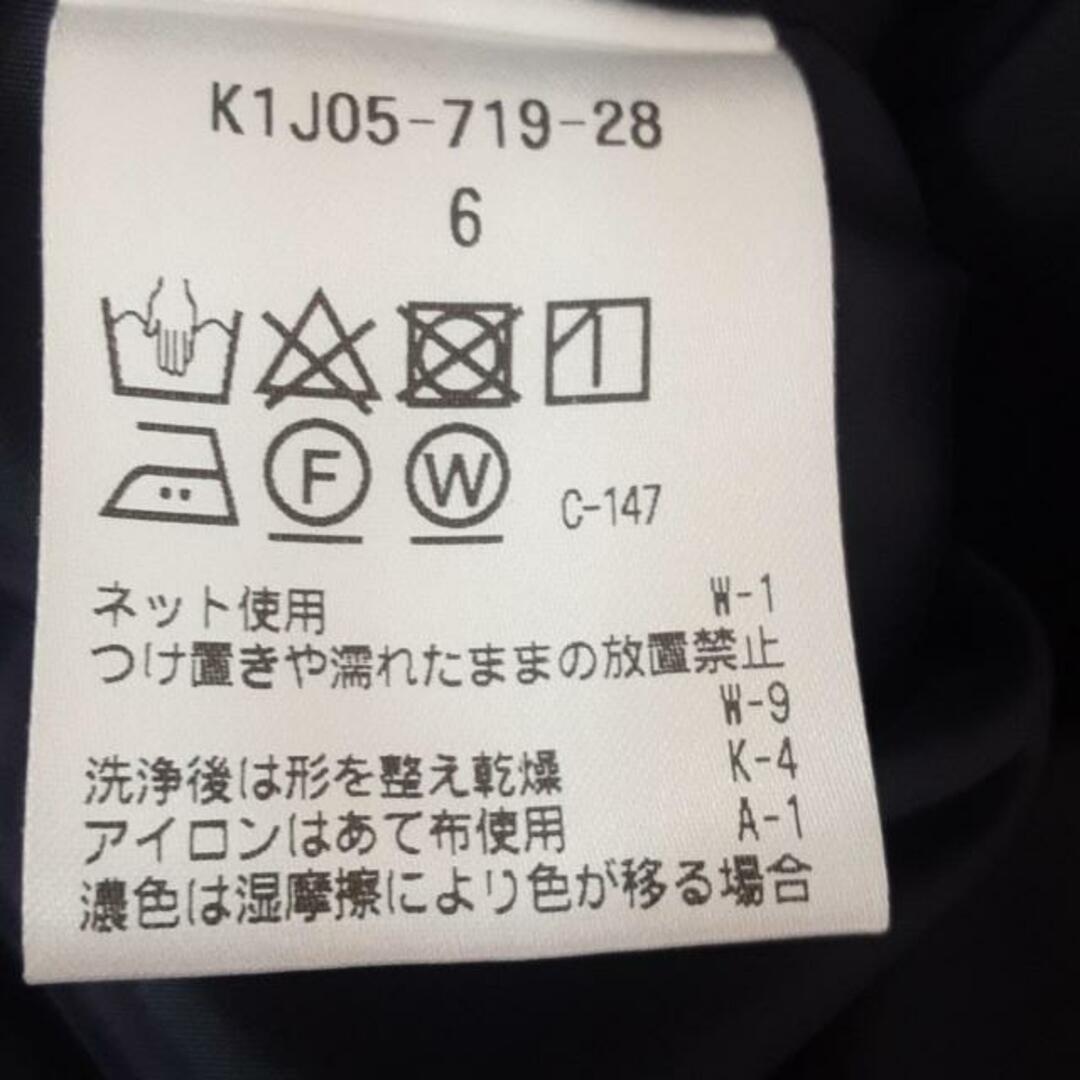 K1J05-719-28
6
F W C-147
ネット使用 W-1
つけ置きや濡れたままの放置禁止
W-9
洗浄後は形を整え乾燥 K-4
アイロンはあて布使用 A-1
濃色は湿摩擦により色が移る場合